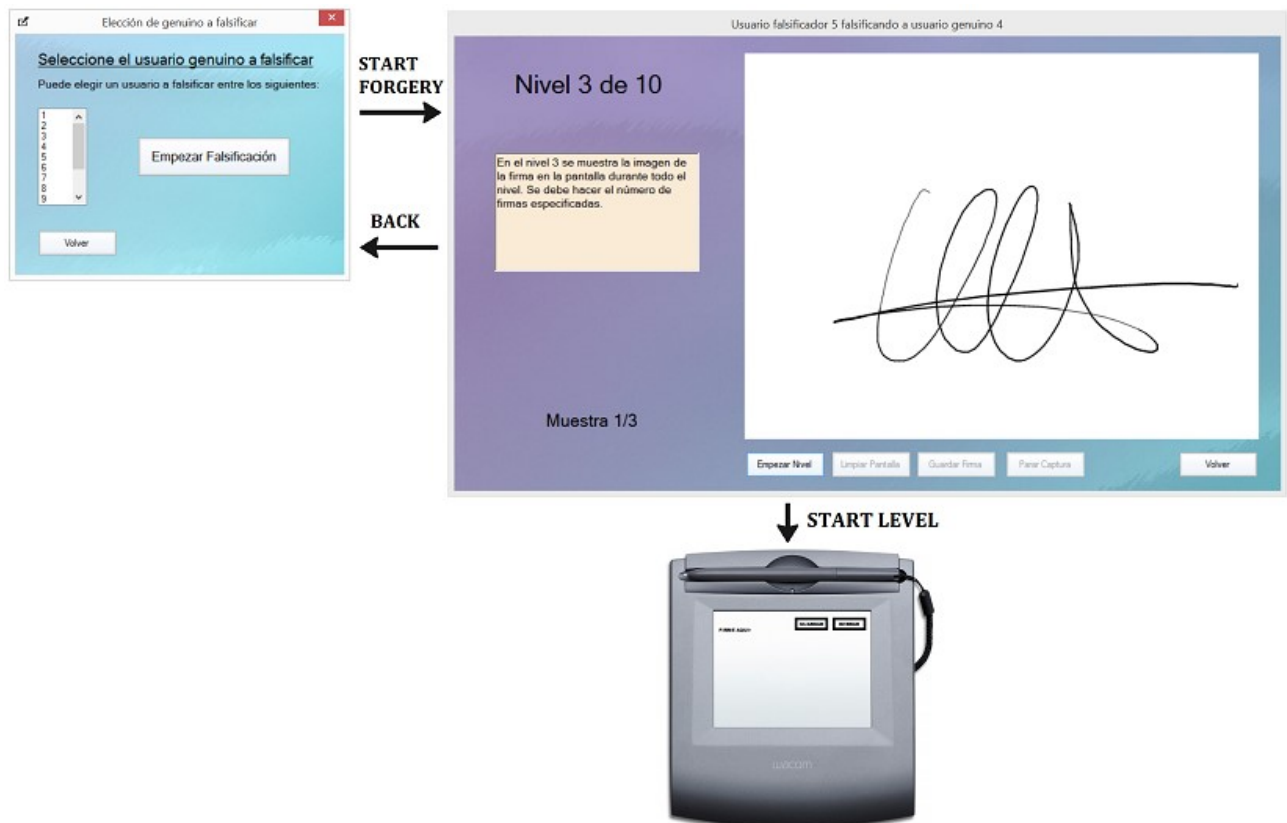 Elección de genuino a falsificar
Seleccione el usuario genuino a falsificar
Puede elegir un usuario a falsificar entre los siguientes:
1
2
3
4
5
6
7
8
9
Empezar Falsificación
Volver
START
FORGERY
BACK
Usuario falsificador 5 falsificando a usuario genuino 4
Nivel 3 de 10
En el nivel 3 se muestra la imagen de
la firma en la pantalla durante todo el
nivel. Se debe hacer el número de
firmas especificadas.
Muestra 1/3
Empezar Nivel
Limpiar Pantalla
Guardar Firma
Parar Captura
Volver
START LEVEL
wacom